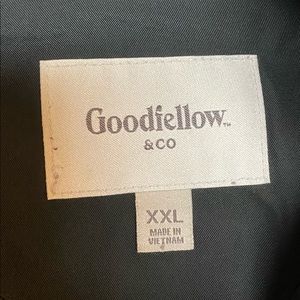 Goodfellow™
& CO
XXL
MADE IN
VIETNAM